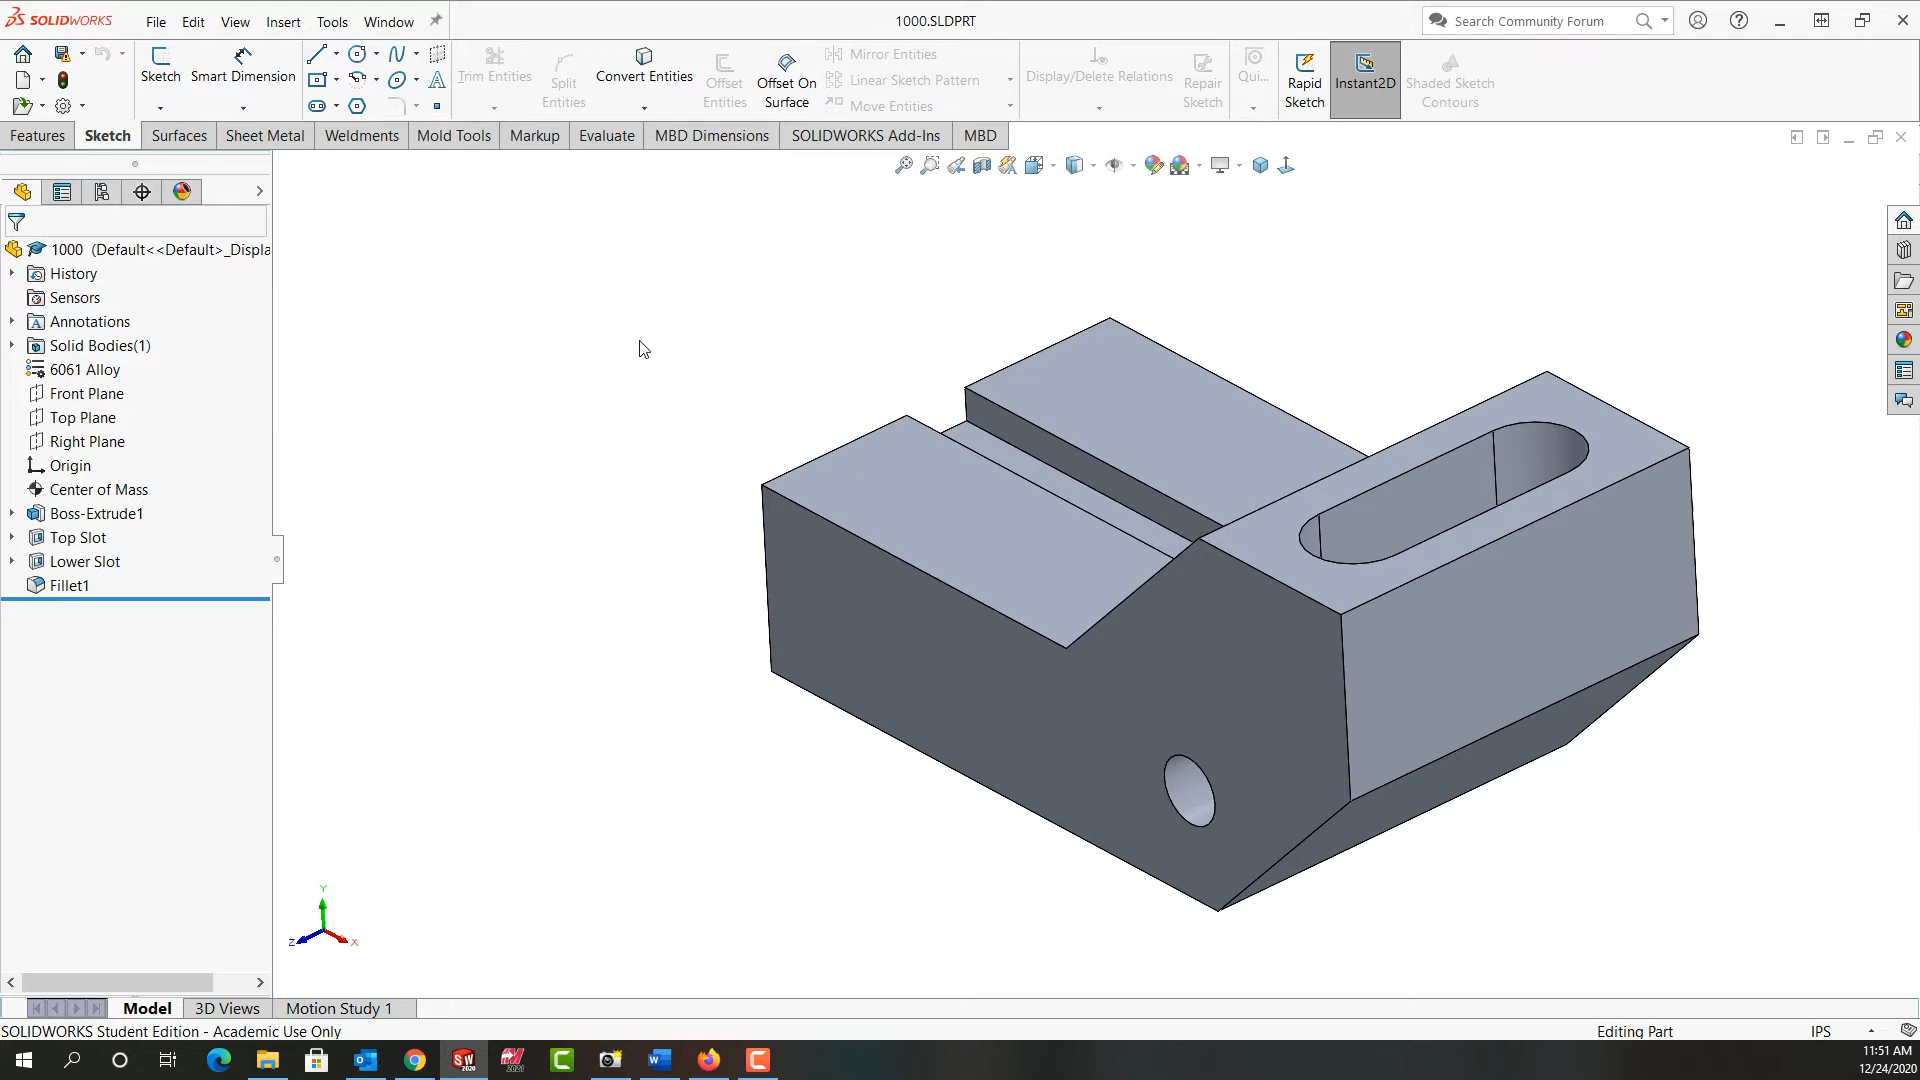 SOLIDWORKS File Edit View Insert Tools Window 1000.SLDPRT Search Community Forum
Sketch Smart Dimension Trim Entities Split Entities Convert Entities Offset Entities Offset On Surface Mirror Entities Linear Sketch Pattern Move Entities Display/Delete Relations Repair Sketch Qui... Rapid Sketch Instant2D Shaded Sketch Contours
Features Sketch Surfaces Sheet Metal Weldments Mold Tools Markup Evaluate MBD Dimensions SOLIDWORKS Add-Ins MBD
1000 (Default<<Default>_Displa
History
Sensors
Annotations
Solid Bodies(1)
6061 Alloy
Front Plane
Top Plane
Right Plane
Origin
Center of Mass
Boss-Extrude1
Top Slot
Lower Slot
Fillet1
Y
Z X
Model 3D Views Motion Study 1
SOLIDWORKS Student Edition - Academic Use Only Editing Part IPS
11:51 AM
12/24/2020